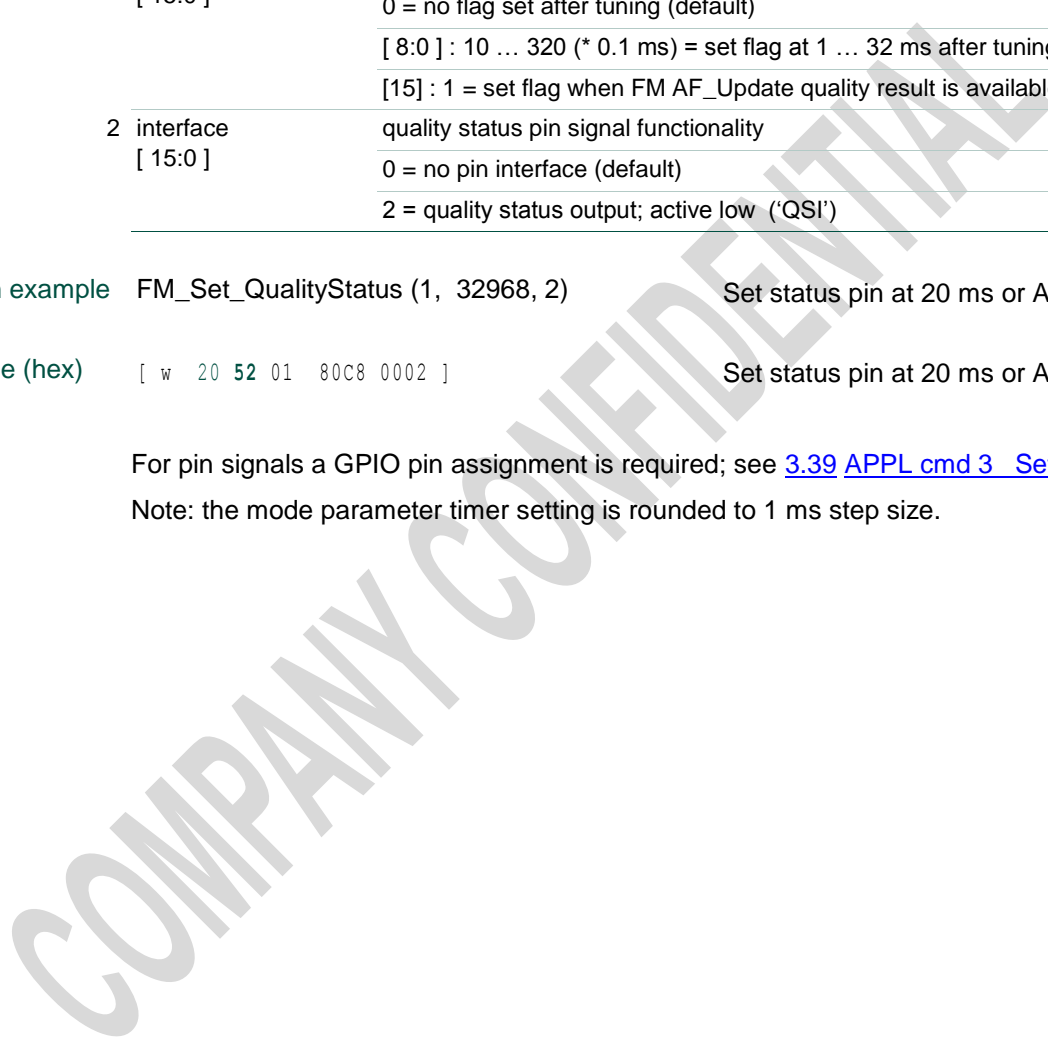 [ 15:0 ]
0 = no flag set after tuning (default)
[ 8:0 ] : 10 … 320 (* 0.1 ms) = set flag at 1 … 32 ms after tuning
[15] : 1 = set flag when FM AF_Update quality result is availabl
2 interface quality status pin signal functionality
[ 15:0 ]
0 = no pin interface (default)
2 = quality status output; active low (‘QSI’)
example FM_Set_QualityStatus (1, 32968, 2) Set status pin at 20 ms or A
e (hex) [ w 20 52 01 80C8 0002 ] Set status pin at 20 ms or A
For pin signals a GPIO pin assignment is required; see 3.39 APPL cmd 3 Se
Note: the mode parameter timer setting is rounded to 1 ms step size.
COMPANY CONFIDENTIAL